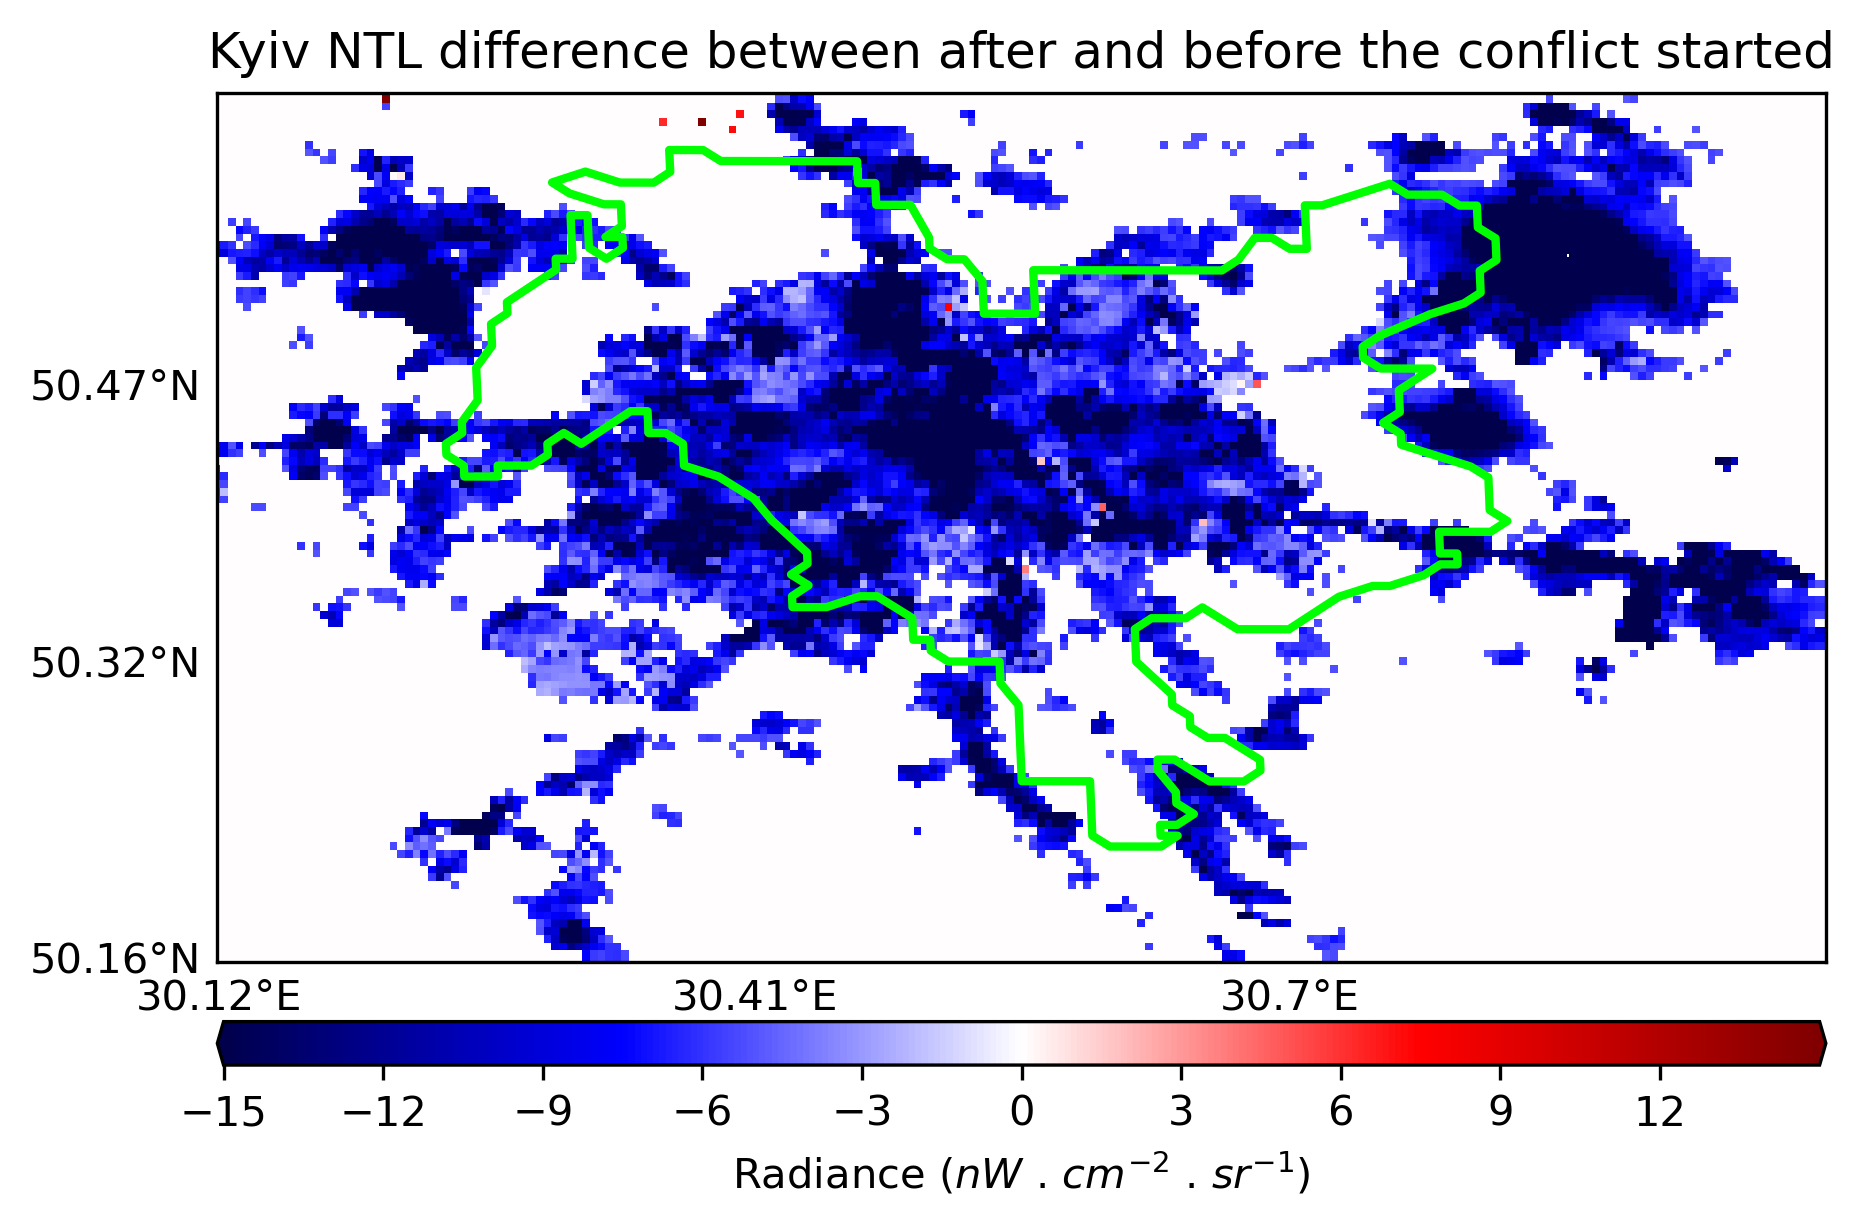 Kyiv NTL difference between after and before the conflict started
50.47°N
50.32°N
50.16°N
30.12°E 30.41°E 30.7°E
−15 −12 −9 −6 −3 0 3 6 9 12
Radiance (nW . cm⁻² . sr⁻¹)